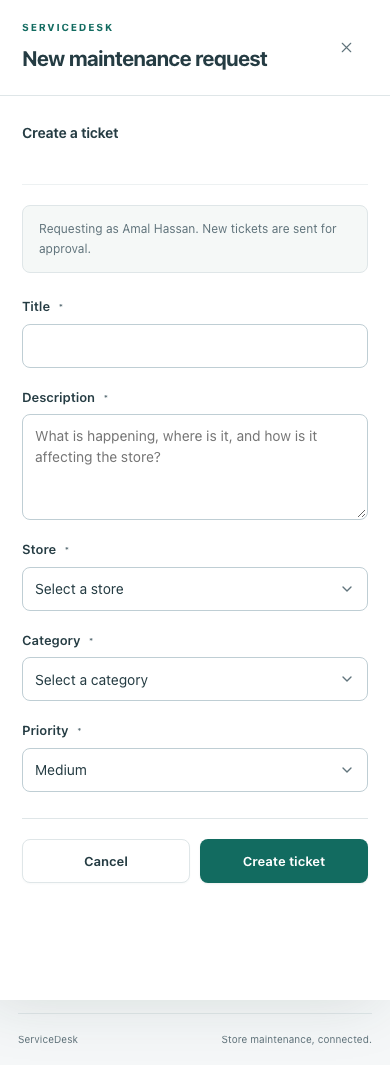 SERVICEDESK
New maintenance request
Create a ticket
Requesting as Amal Hassan. New tickets are sent for
approval.
Title *
Description *
What is happening, where is it, and how is it
affecting the store?
Store *
Select a store
Category *
Select a category
Priority *
Medium
Cancel
Create ticket
ServiceDesk
Store maintenance, connected.